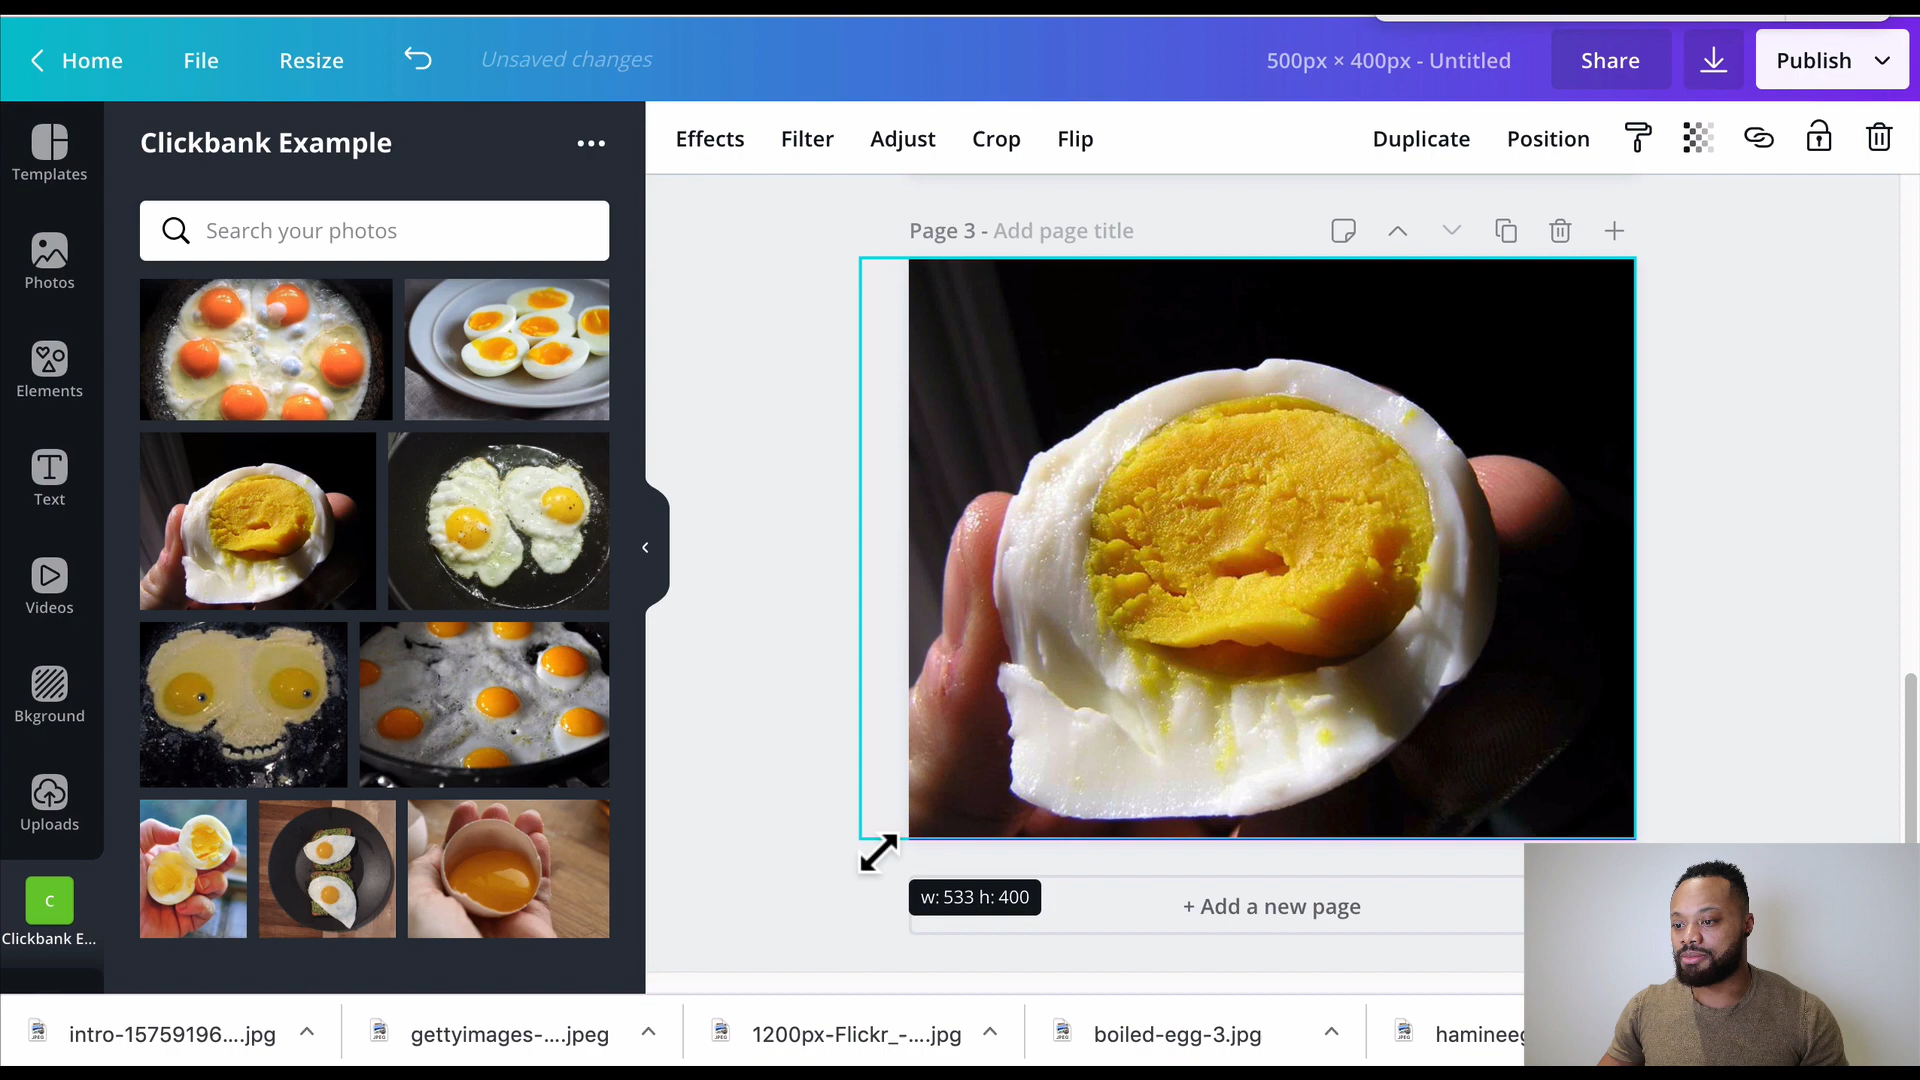 Home
File
Resize
Unsaved changes
500px × 400px - Untitled
Share
Publish
Templates
Photos
Elements
Text
Videos
Bkground
Uploads
C
Clickbank E...
Clickbank Example
Search your photos
Effects
Filter
Adjust
Crop
Flip
Duplicate
Position
Page 3 - Add page title
w: 533 h: 400
+ Add a new page
intro-15759196....jpg
gettyimages-....jpeg
1200px-Flickr_-....jpg
boiled-egg-3.jpg